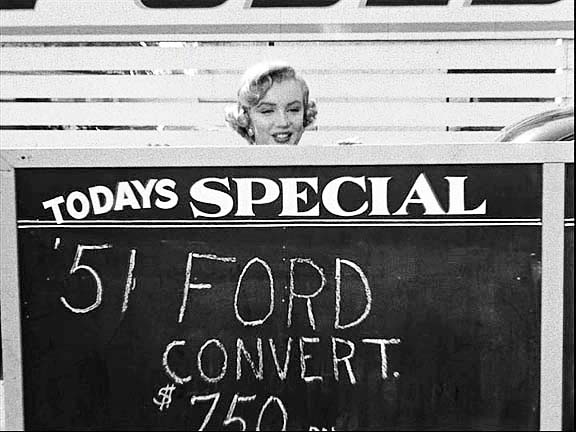 TODAYS SPECIAL
'51 FORD
CONVERT.
$750